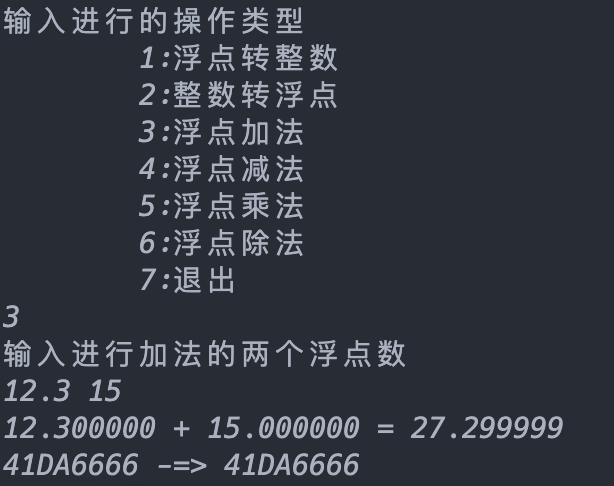 输入进行的操作类型
1:浮点转整数
2:整数转浮点
3:浮点加法
4:浮点减法
5:浮点乘法
6:浮点除法
7:退出
3
输入进行加法的两个浮点数
12.3 15
12.300000 + 15.000000 = 27.299999
41DA6666 -=> 41DA6666